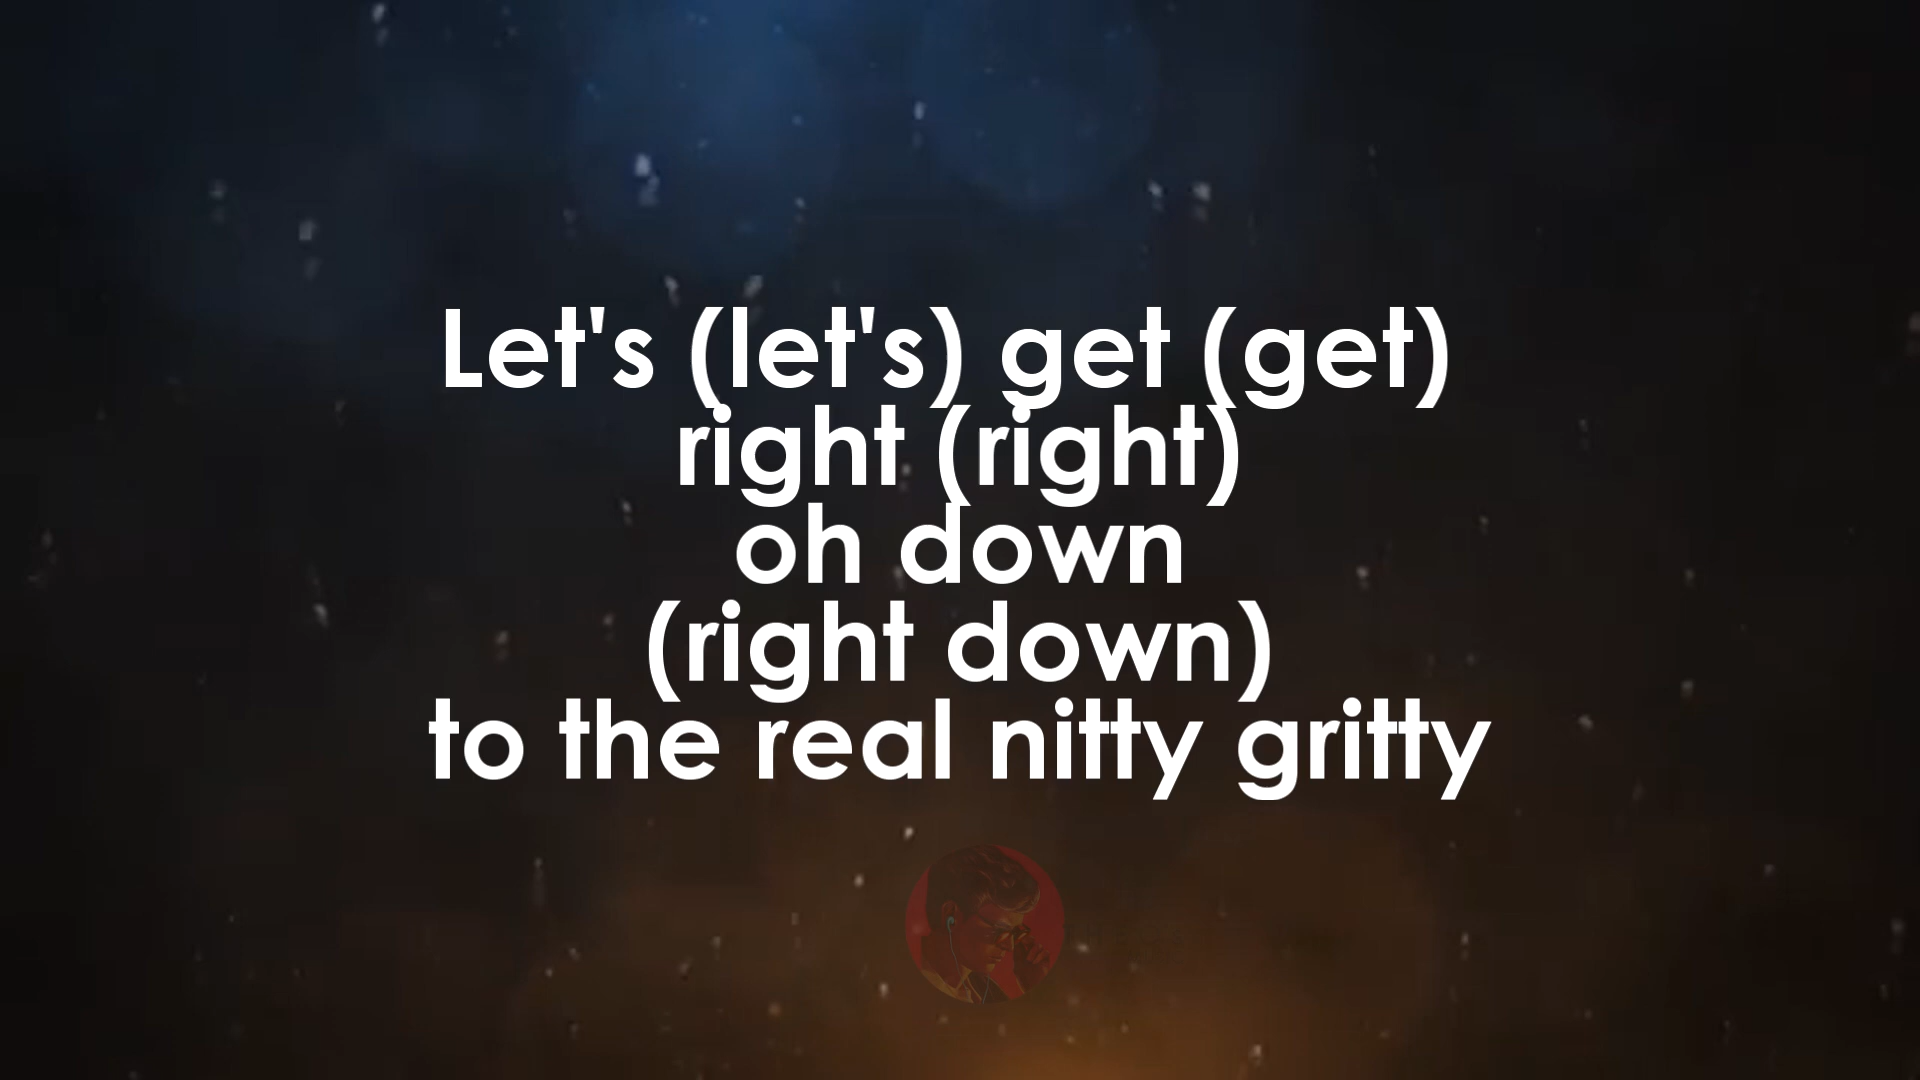 Let's (let's) get (get)
right (right)
oh down
(right down)
to the real nitty gritty